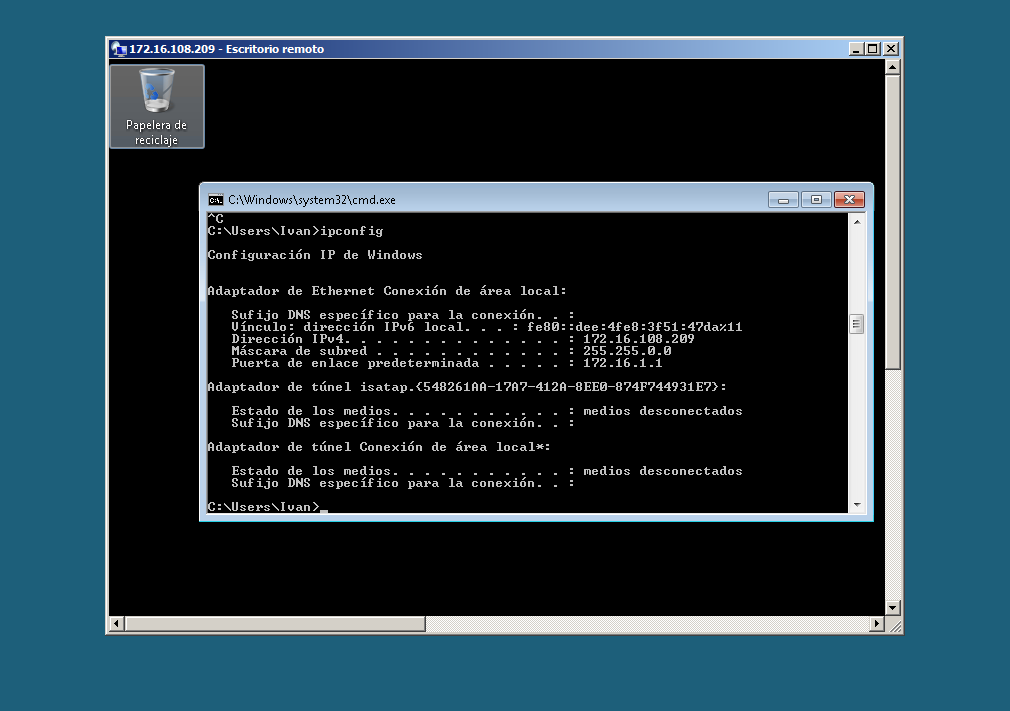 172.16.108.209 - Escritorio remoto
Papelera de
reciclaje
C:\Windows\system32\cmd.exe
^C
C:\Users\Ivan>ipconfig
Configuración IP de Windows
Adaptador de Ethernet Conexión de área local:
Sufijo DNS específico para la conexión. . :
Vínculo: dirección IPv6 local. . . : fe80::dee:4fe8:3f51:47da%11
Dirección IPv4. . . . . . . . . . . . . . : 172.16.108.209
Máscara de subred . . . . . . . . . . . . : 255.255.0.0
Puerta de enlace predeterminada . . . . . : 172.16.1.1
Adaptador de túnel isatap.{548261AA-17A7-412A-8EE0-874F744931E7}:
Estado de los medios. . . . . . . . . . . : medios desconectados
Sufijo DNS específico para la conexión. . :
Adaptador de túnel Conexión de área local*:
Estado de los medios. . . . . . . . . . . : medios desconectados
Sufijo DNS específico para la conexión. . :
C:\Users\Ivan>_